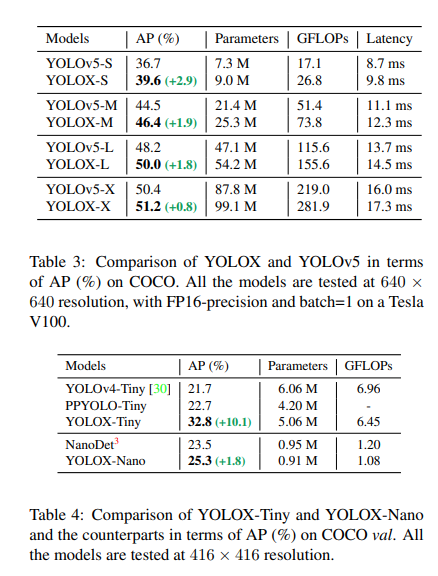 Models AP (%) Parameters GFLOPs Latency
YOLOv5-S 36.7 7.3 M 17.1 8.7 ms
YOLOX-S 39.6 (+2.9) 9.0 M 26.8 9.8 ms
YOLOv5-M 44.5 21.4 M 51.4 11.1 ms
YOLOX-M 46.4 (+1.9) 25.3 M 73.8 12.3 ms
YOLOv5-L 48.2 47.1 M 115.6 13.7 ms
YOLOX-L 50.0 (+1.8) 54.2 M 155.6 14.5 ms
YOLOv5-X 50.4 87.8 M 219.0 16.0 ms
YOLOX-X 51.2 (+0.8) 99.1 M 281.9 17.3 ms
Table 3: Comparison of YOLOX and YOLOv5 in terms
of AP (%) on COCO. All the models are tested at 640 ×
640 resolution, with FP16-precision and batch=1 on a Tesla
V100.
Models AP (%) Parameters GFLOPs
YOLOv4-Tiny [30] 21.7 6.06 M 6.96
PPYOLO-Tiny 22.7 4.20 M -
YOLOX-Tiny 32.8 (+10.1) 5.06 M 6.45
NanoDet³ 23.5 0.95 M 1.20
YOLOX-Nano 25.3 (+1.8) 0.91 M 1.08
Table 4: Comparison of YOLOX-Tiny and YOLOX-Nano
and the counterparts in terms of AP (%) on COCO val. All
the models are tested at 416 × 416 resolution.